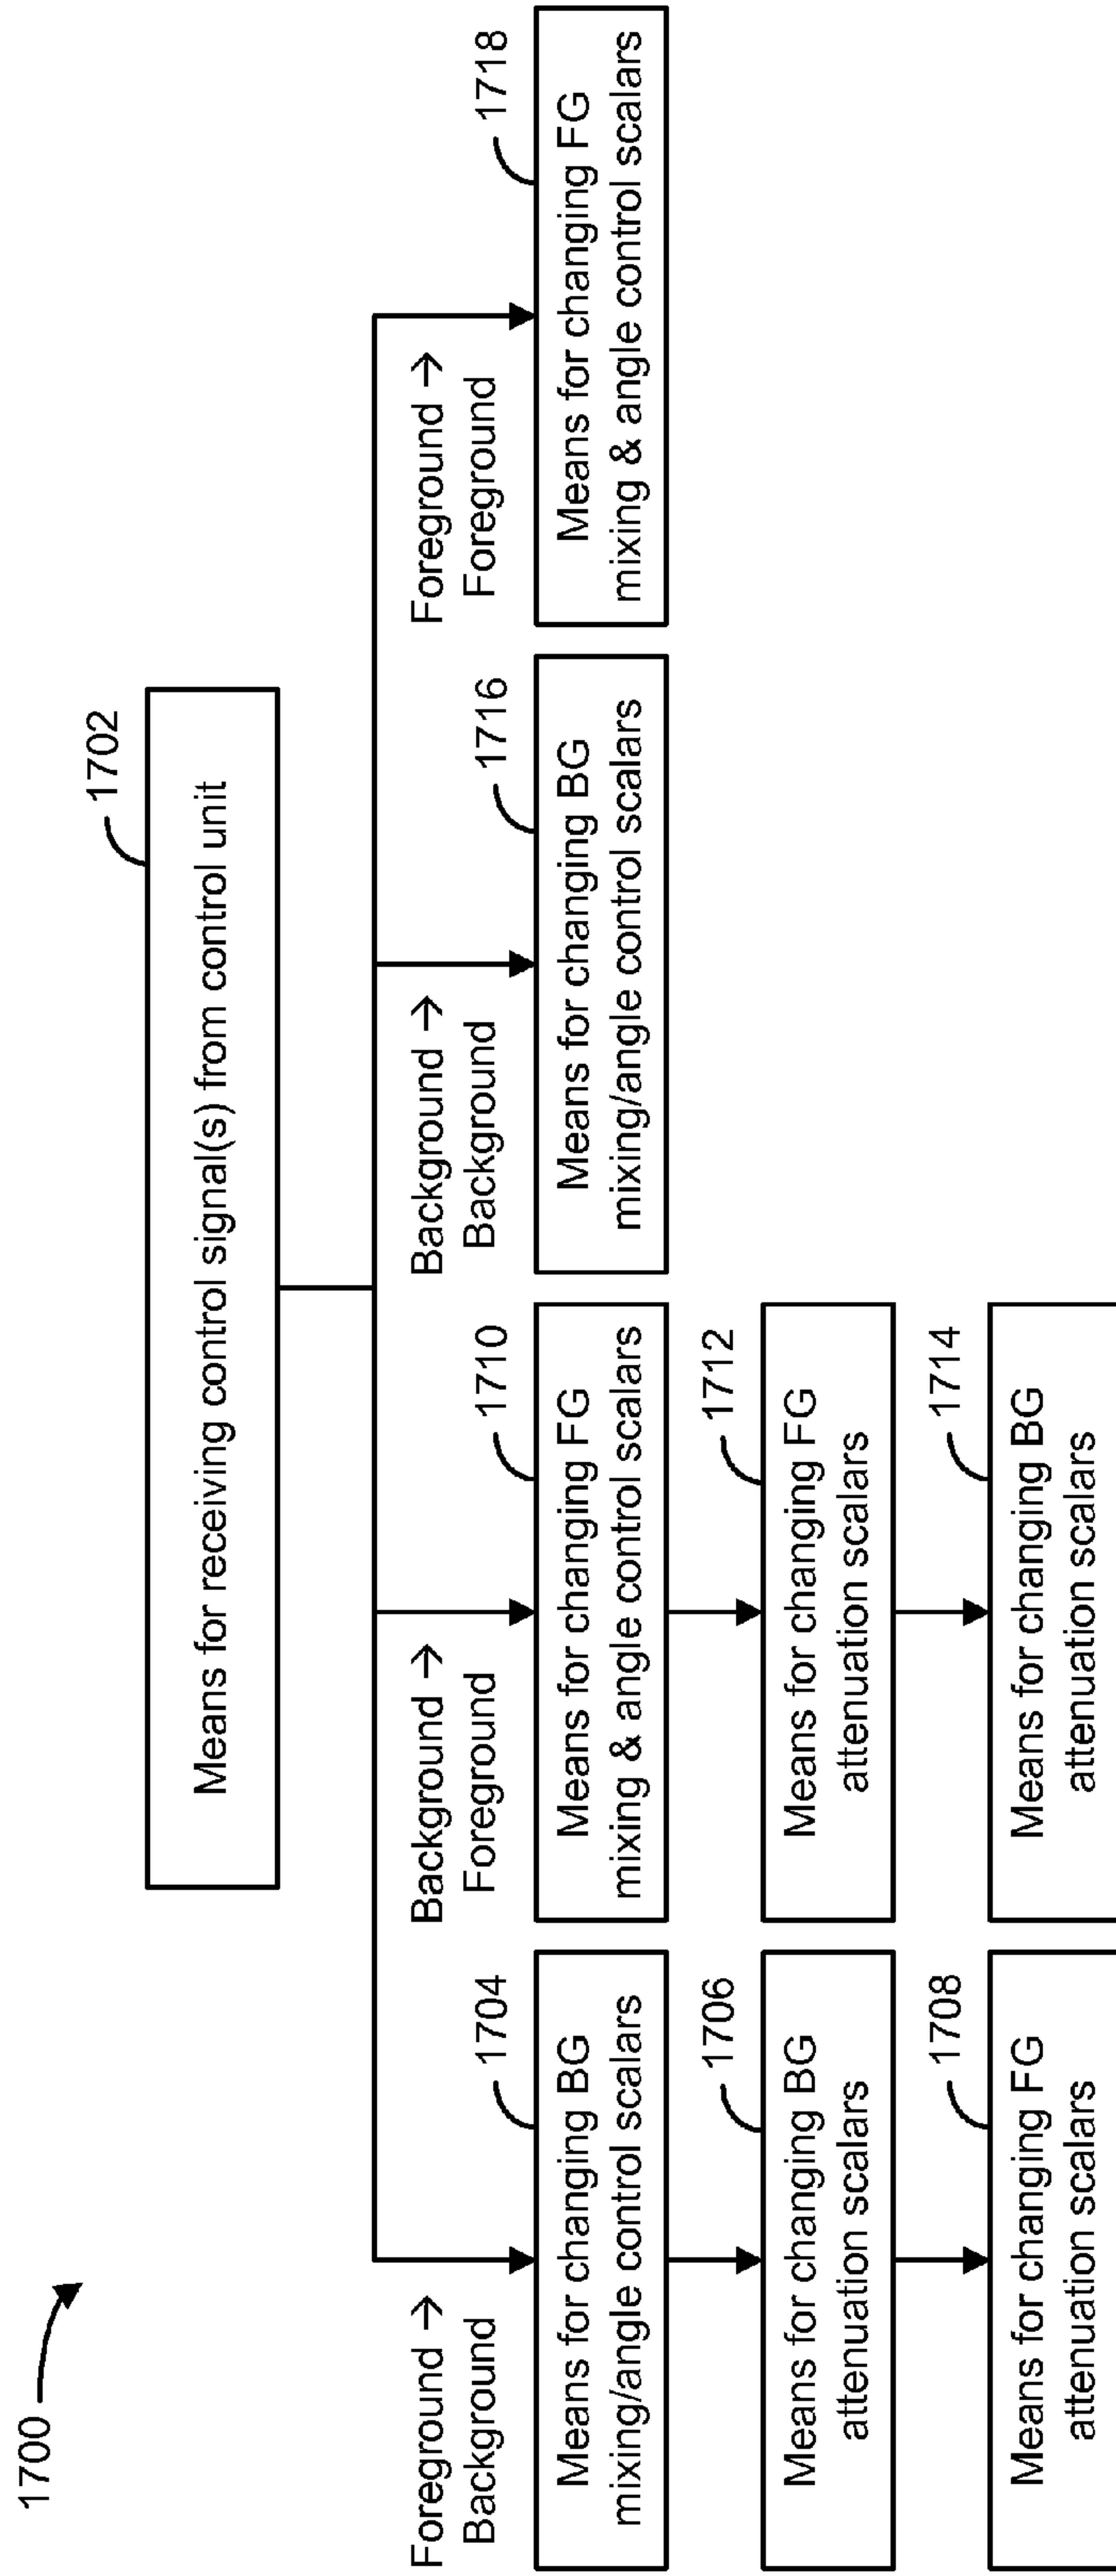 1700
1702
Means for receiving control signal(s) from control unit
Foreground →
Background
1704
Means for changing BG
mixing/angle control scalars
1706
Means for changing BG
attenuation scalars
1708
Means for changing FG
attenuation scalars
Background →
Foreground
1710
Means for changing FG
mixing & angle control scalars
1712
Means for changing FG
attenuation scalars
1714
Means for changing BG
attenuation scalars
Background →
Background
1716
Means for changing BG
mixing/angle control scalars
Foreground →
Foreground
1718
Means for changing FG
mixing & angle control scalars